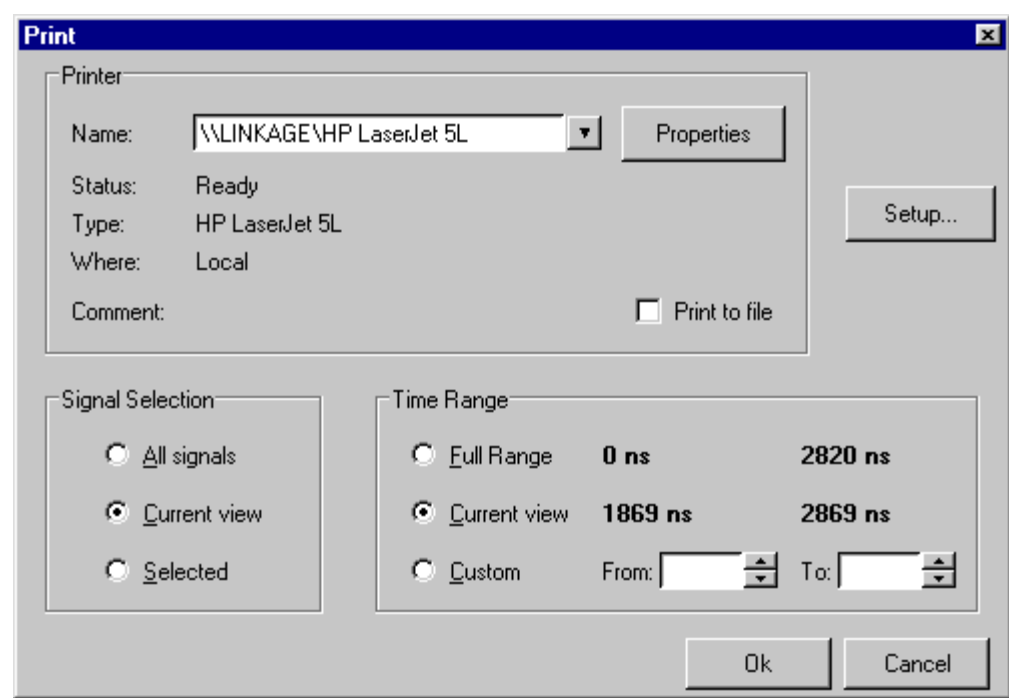 Print
Printer
Name: \\LINKAGE\HP LaserJet 5L Properties
Status: Ready
Type: HP LaserJet 5L
Where: Local
Setup...
Comment: Print to file
Signal Selection
All signals
Current view
Selected
Time Range
Full Range 0 ns 2820 ns
Current view 1869 ns 2869 ns
Custom From: To:
Ok Cancel